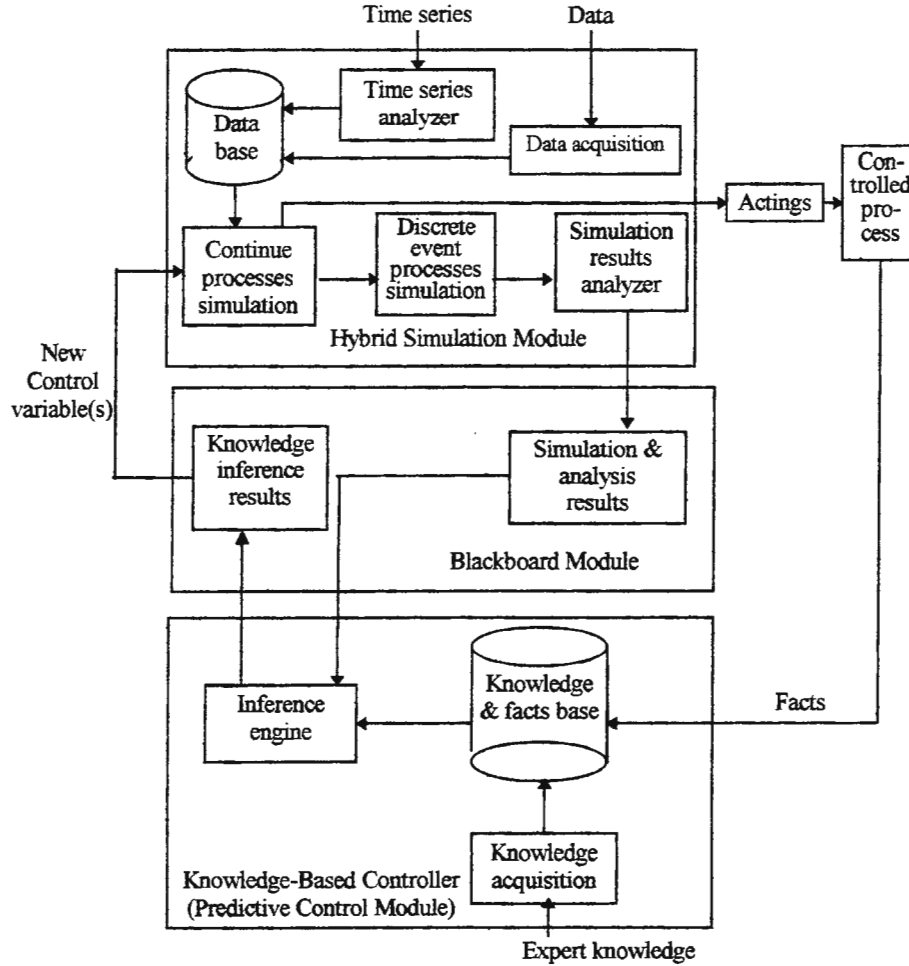 Time series
Data
Time series
analyzer
Data
base
Data acquisition
Con-
trolled
pro-
cess
Actings
Continue
processes
simulation
Discrete
event
processes
simulation
Simulation
results
analyzer
Hybrid Simulation Module
New
Control
variable(s)
Knowledge
inference
results
Simulation &
analysis
results
Blackboard Module
Inference
engine
Knowledge
& facts base
Facts
Knowledge
acquisition
Knowledge-Based Controller
(Predictive Control Module)
Expert knowledge